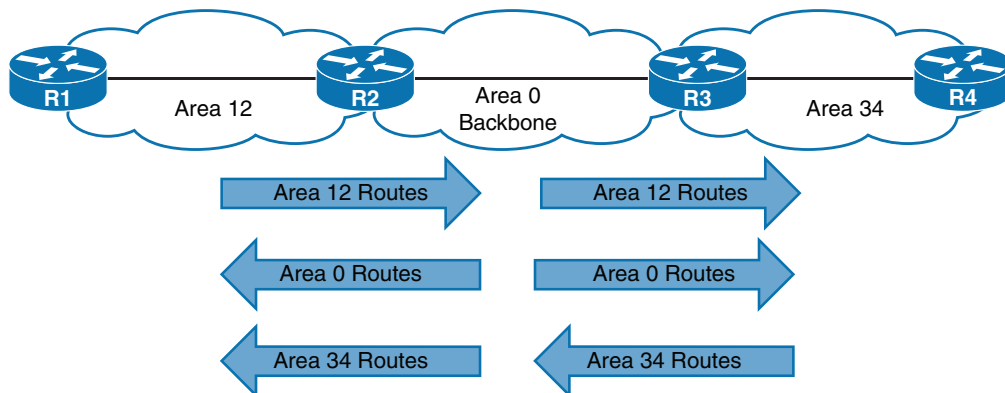 R1
Area 12
R2
Area 0
Backbone
R3
Area 34
R4
Area 12 Routes
Area 12 Routes
Area 0 Routes
Area 0 Routes
Area 34 Routes
Area 34 Routes